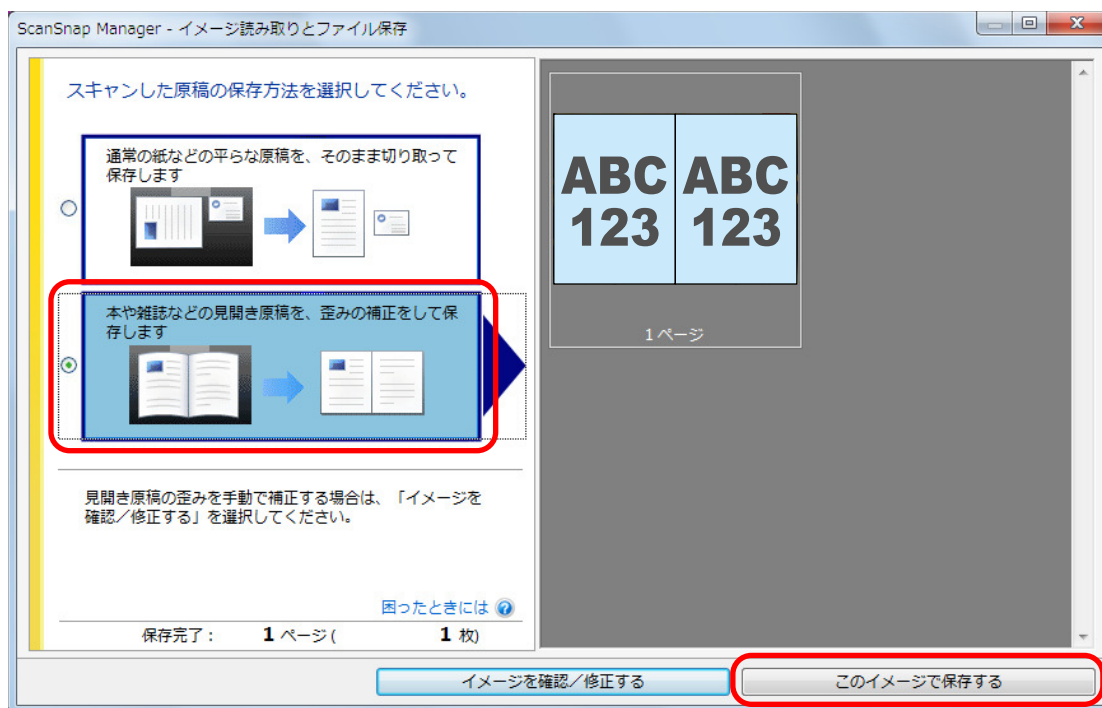 ScanSnap Manager - イメージ読み取りとファイル保存
スキャンした原稿の保存方法を選択してください。
通常の紙などの平らな原稿を、そのまま切り取って
保存します
本や雑誌などの見開き原稿を、歪みの補正をして保
存します
見開き原稿の歪みを手動で補正する場合は、「イメージを
確認／修正する」を選択してください。
困ったときには ?
保存完了： 1 ページ( 1 枚)
ABC ABC
123 123
1ページ
イメージを確認／修正する
このイメージで保存する